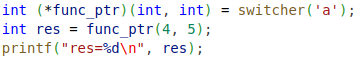 int (*func_ptr)(int, int) = switcher('a');
int res = func_ptr(4, 5);
printf("res=%d\n", res);